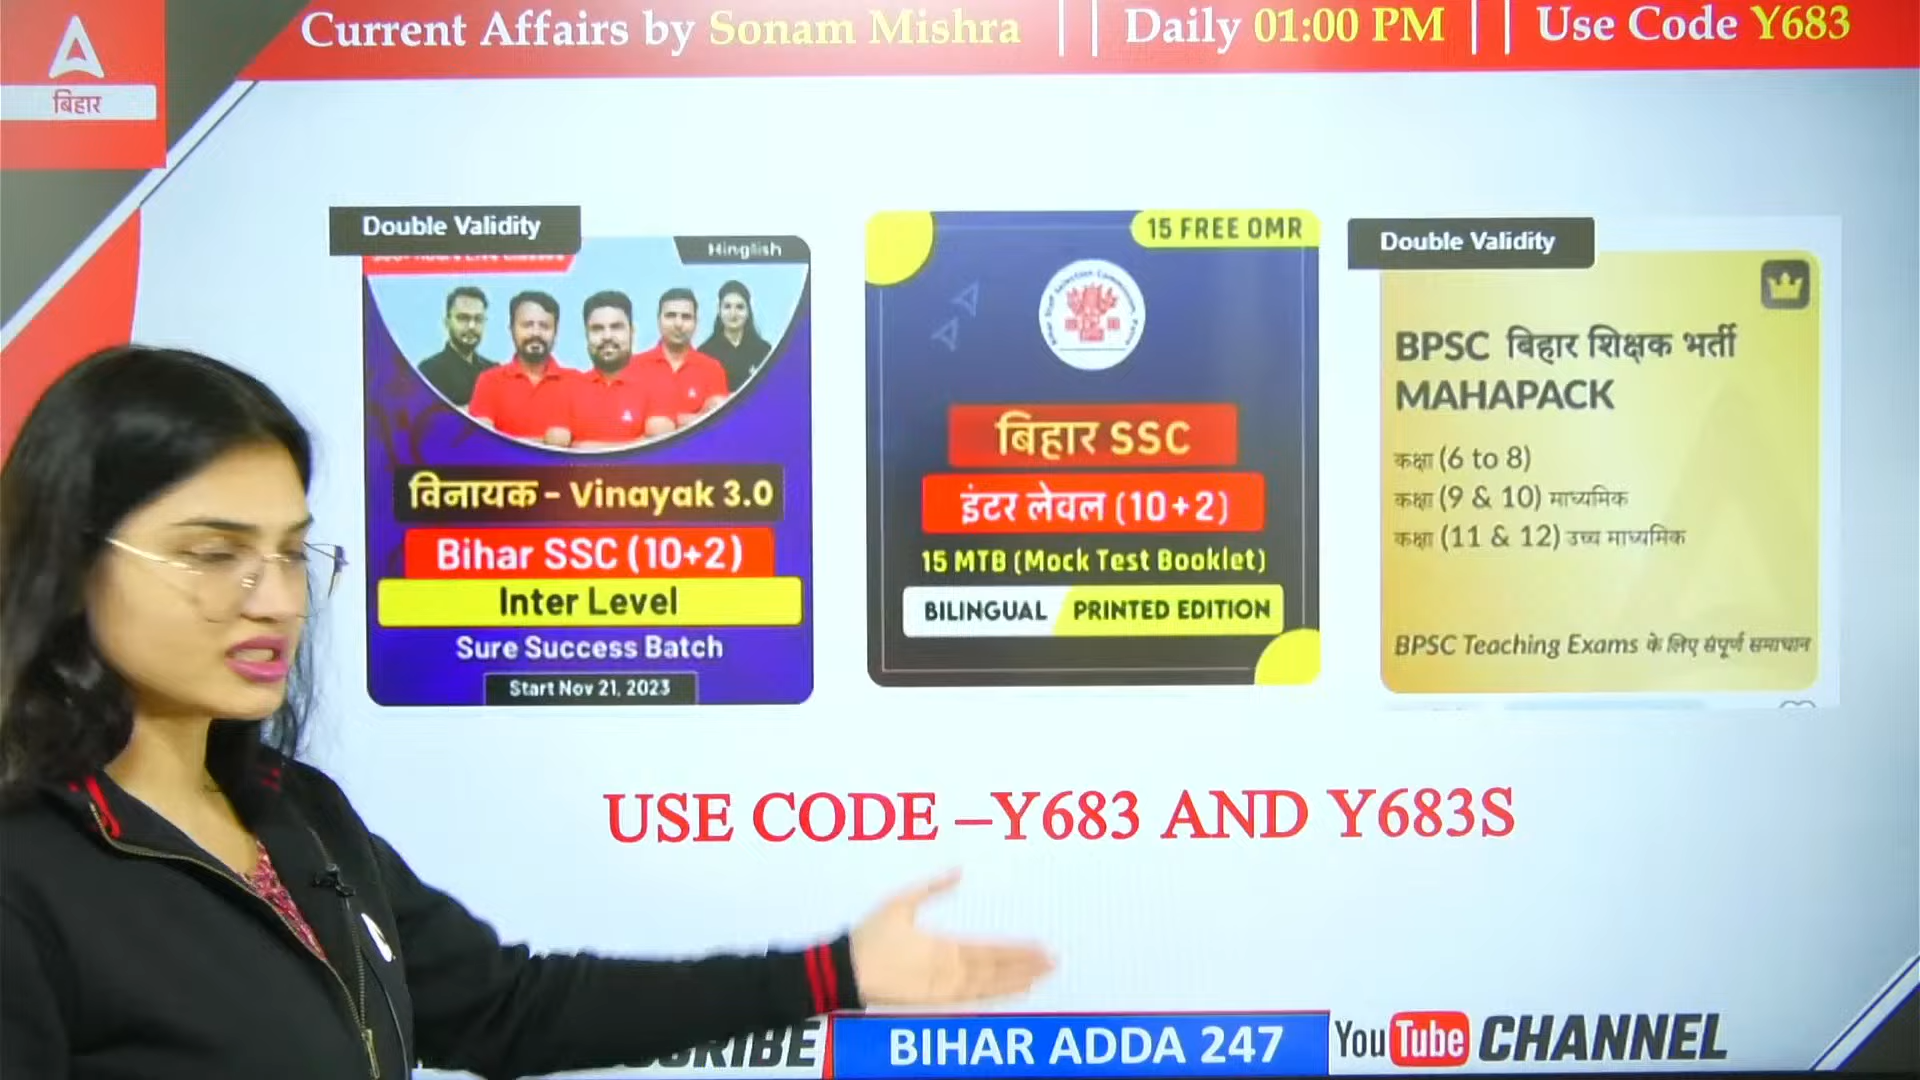 Current Affairs by Sonam Mishra || Daily 01:00 PM || Use Code Y683
बिहार
Double Validity
Hinglish
विनायक - Vinayak 3.0
Bihar SSC (10+2)
Inter Level
Sure Success Batch
Start Nov 21, 2023
15 FREE OMR
बिहार SSC
इंटर लेवल (10+2)
15 MTB (Mock Test Booklet)
BILINGUAL PRINTED EDITION
Double Validity
BPSC बिहार शिक्षक भर्ती
MAHAPACK
कक्षा (6 to 8)
कक्षा (9 & 10) माध्यमिक
कक्षा (11 & 12) उच्च माध्यमिक
BPSC Teaching Exams के लिए संपूर्ण समाधान
USE CODE –Y683 AND Y683S
BIHAR ADDA 247 YouTube CHANNEL